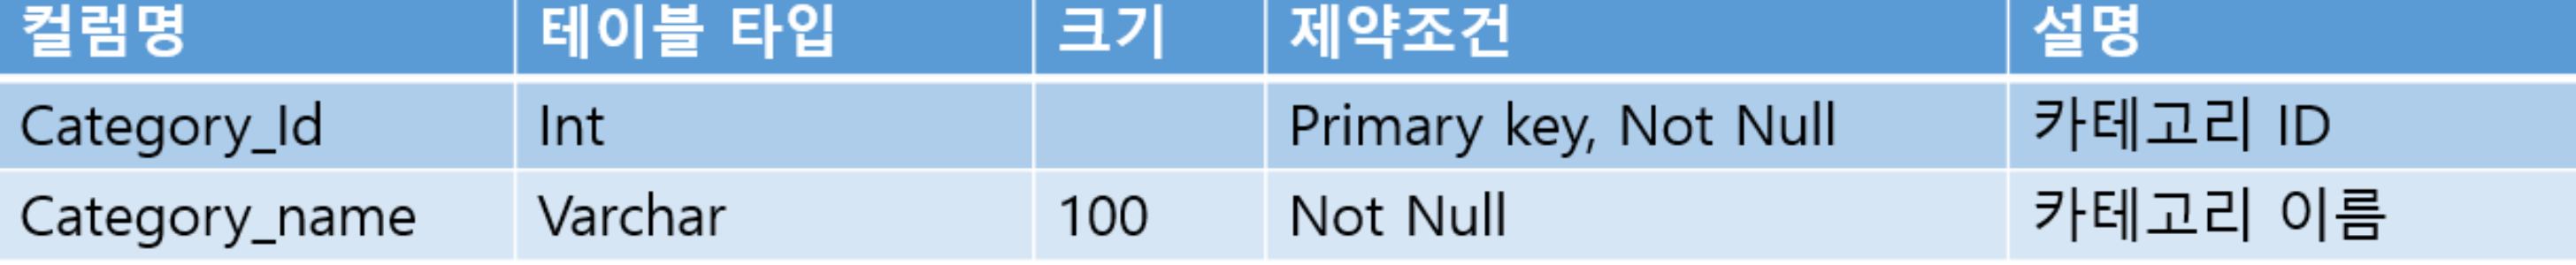 컬럼명 테이블 타입 크기 제약조건 설명
Category_Id Int Primary key, Not Null 카테고리 ID
Category_name Varchar 100 Not Null 카테고리 이름